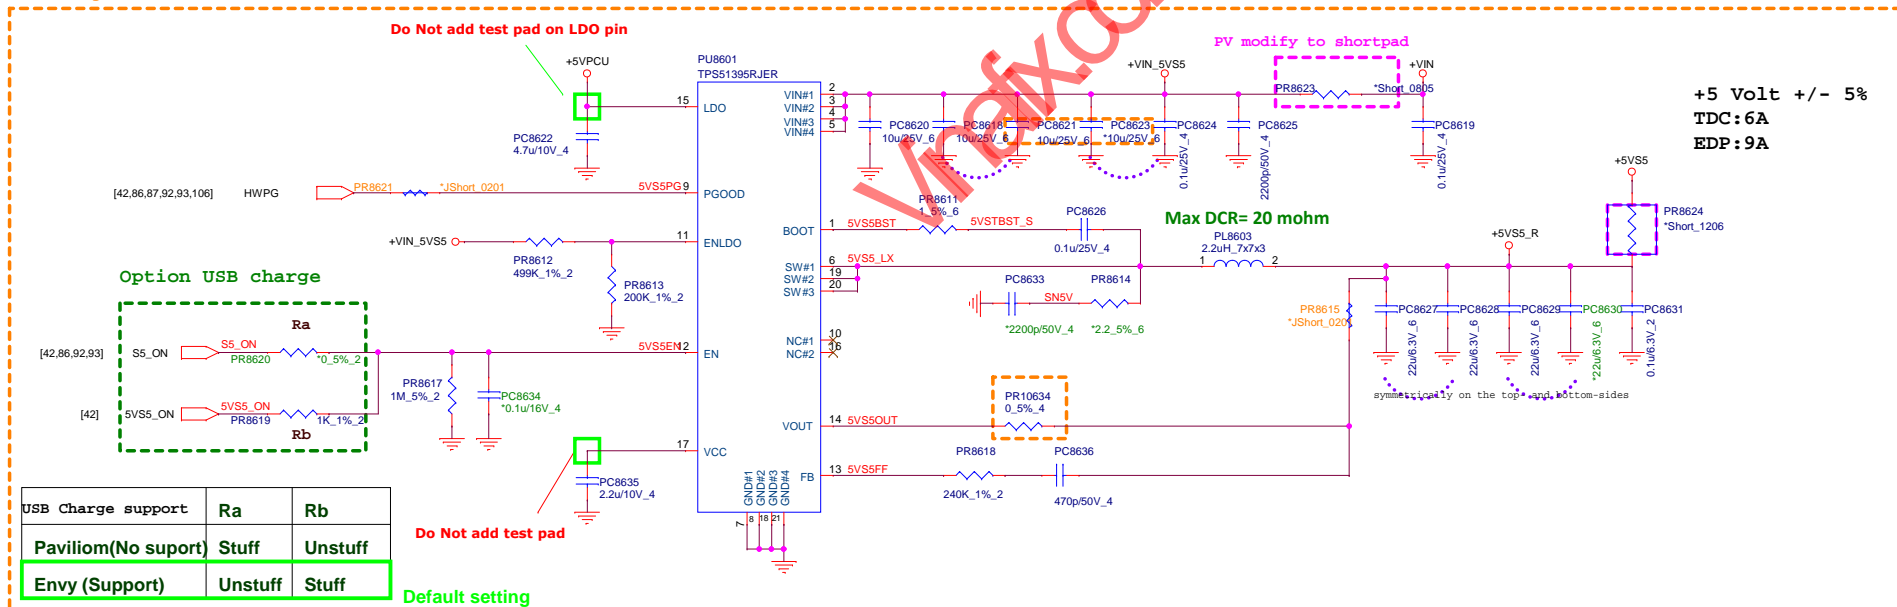 Do Not add test pad on LDO pin
+5VPCU
15
LDO
PC8622
4.7u/10V_4
PU8601
TPS51395RJER
VIN#1
VIN#2
VIN#3
VIN#4
2
3
4
5
PV modify to shortpad
+VIN_5VS5
+VIN
PR8623
*Short_0805
PC8620
10u/25V_6
PC8618
10u/25V_6
PC8621
10u/25V_6
PC8623
*10u/25V_6
PC8624
0.1u/25V_4
PC8625
2200p/50V_4
PC8619
0.1u/25V_4
+5 Volt +/- 5%
TDC:6A
EDP:9A
Vinafix.co
[42,86,87,92,93,106]
HWPG
PR8621
*JShort_0201
5VS5PG
9
PGOOD
+VIN_5VS5
PR8612
499K_1%_2
11
ENLDO
PR8613
200K_1%_2
BOOT
1
5VS5BST
PR8611
1_5%_6
5VSTBST_S
PC8626
0.1u/25V_4
Max DCR= 20 mohm
PL8603
2.2uH_7x7x3
1
2
SW#1
SW#2
SW#3
6
19
20
5VS5_LX
PC8633
*2200p/50V_4
SN5V
PR8614
*2.2_5%_6
+5VS5_R
+5VS5
PR8624
*Short_1206
PR8615
PC8627
22u/6.3V_6
PC8628
22u/6.3V_6
PC8629
22u/6.3V_6
PC8630
*22u/6.3V_6
PC8631
0.1u/6.3V_2
symmetrically on the top- and bottom-sides
Option USB charge
Ra
[42,86,92,93]
S5_ON
S5_ON
PR8620
*0_5%_2
[42]
5VS5_ON
5VS5_ON
PR8619
1K_1%_2
Rb
5VS5EN
12
EN
PR8617
1M_5%_2
PC8634
*0.1u/16V_4
NC#1
NC#2
10
16
17
VCC
PC8635
2.2u/10V_4
Do Not add test pad
VOUT
14
5VS5OUT
PR10634
0_5%_4
FB
13
5VS5FF
PR8618
240K_1%_2
PC8636
470p/50V_4
GND#1
GND#2
GND#3
GND#4
7
8
18
21
USB Charge support Ra Rb
Paviliom(No suport) Stuff Unstuff
Envy (Support) Unstuff Stuff
Default setting